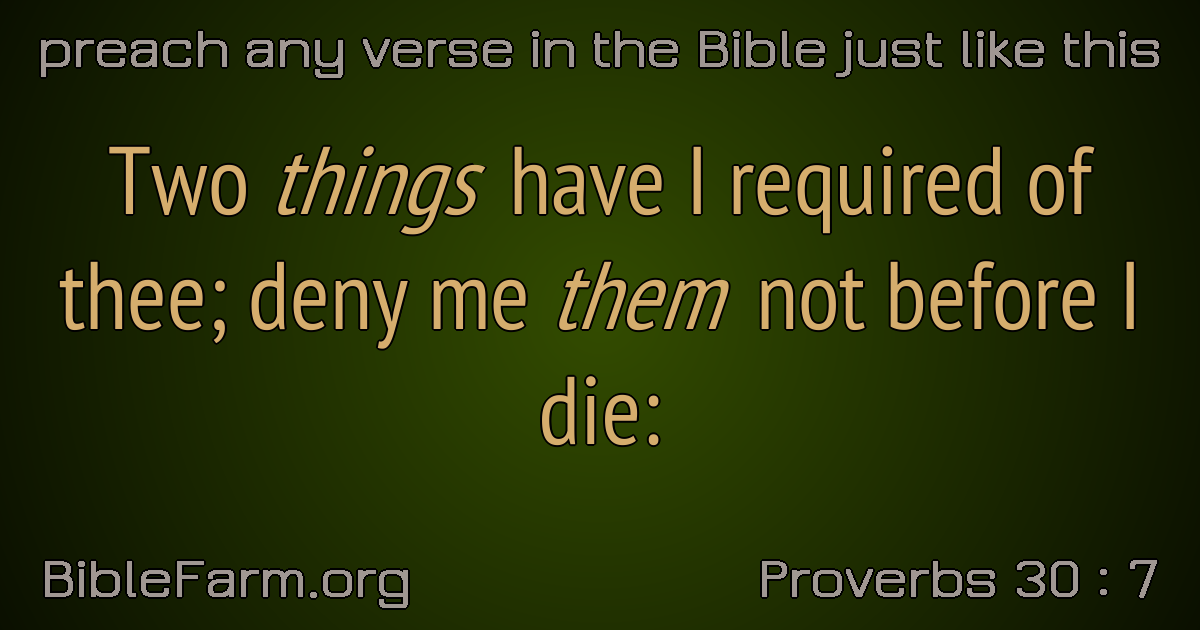 preach any verse in the Bible just like this
Two things have I required of
thee; deny me them not before I
die:
BibleFarm.org
Proverbs 30 : 7